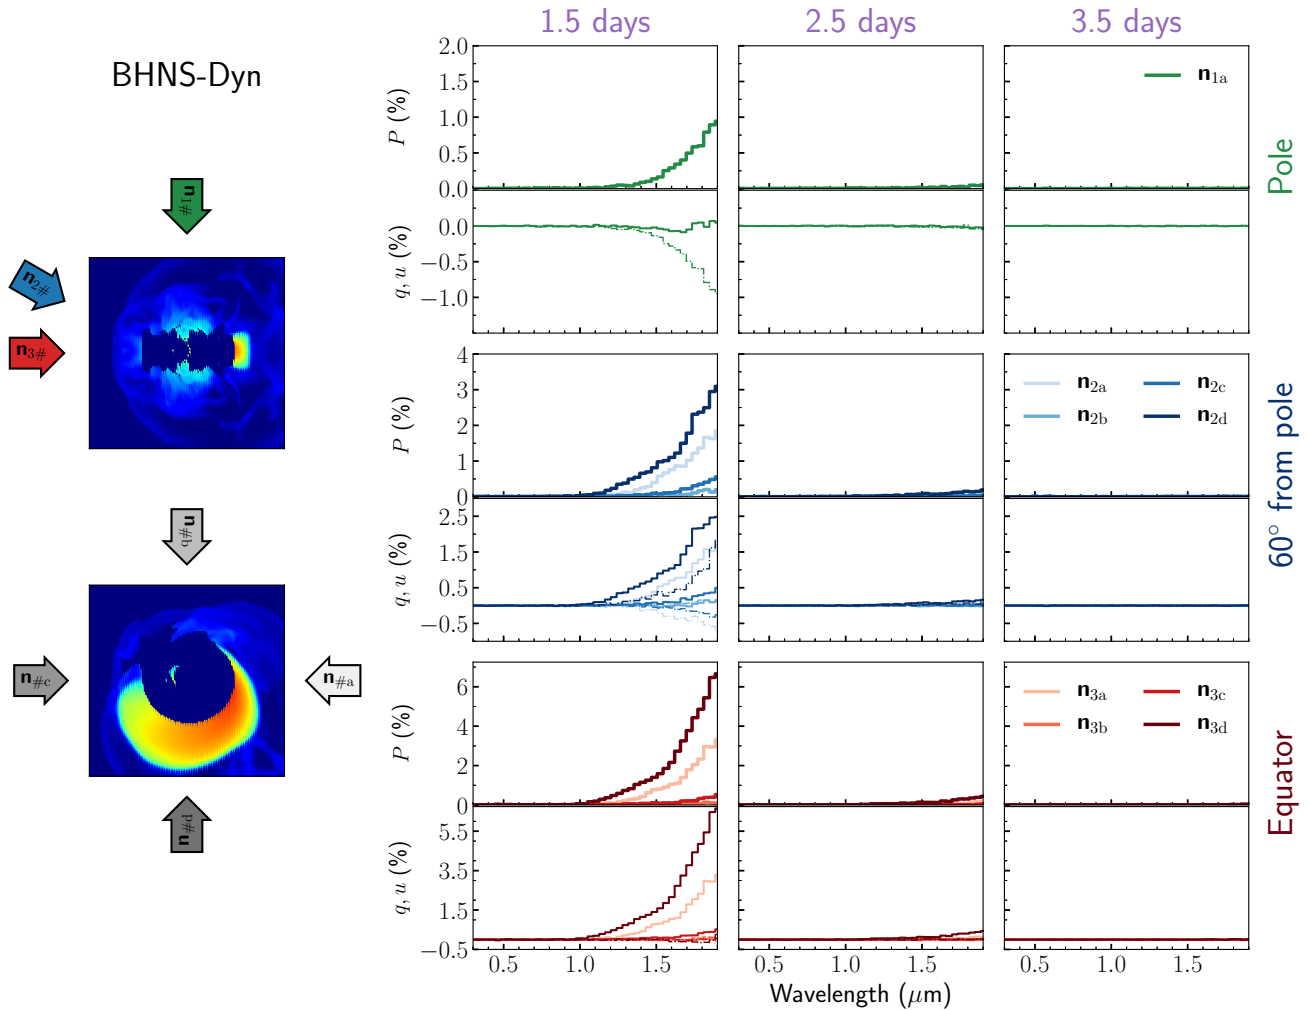 1.5 days 2.5 days 3.5 days
BHNS-Dyn
n1#
n2#
n3#
n#b
n#c
n#a
n#d
2.0
1.5
1.0
0.5
0.0
P (%)
n1a
Pole
0.0
−0.5
−1.0
q, u (%)
4
3
2
1
0
P (%)
n2a n2c
n2b n2d
60° from pole
2.5
1.5
0.5
−0.5
q, u (%)
6
4
2
0
P (%)
n3a n3c
n3b n3d
Equator
5.5
3.5
1.5
−0.5
q, u (%)
0.5 1.0 1.5 0.5 1.0 1.5 0.5 1.0 1.5
Wavelength (μm)